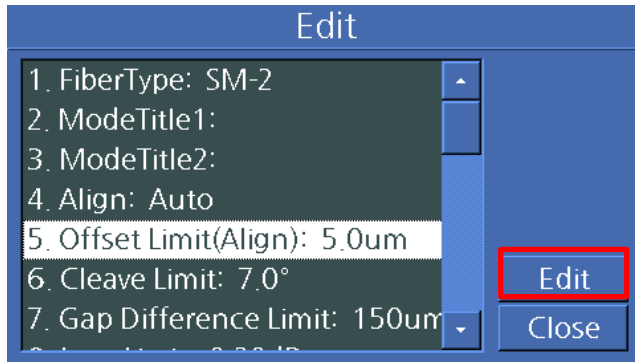 Edit
1. FiberType: SM-2
2. ModeTitle1:
3. ModeTitle2:
4. Align: Auto
5. Offset Limit(Align): 5.0um
6. Cleave Limit: 7.0°
7. Gap Difference Limit: 150um
Edit
Close